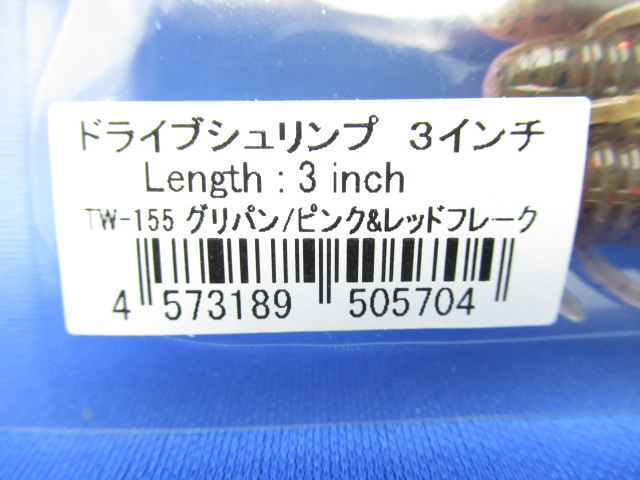 ドライブシュリンプ　３インチ
Length : 3 inch
TW-155 グリパン/ピンク&レッドフレーク
4 573189 505704